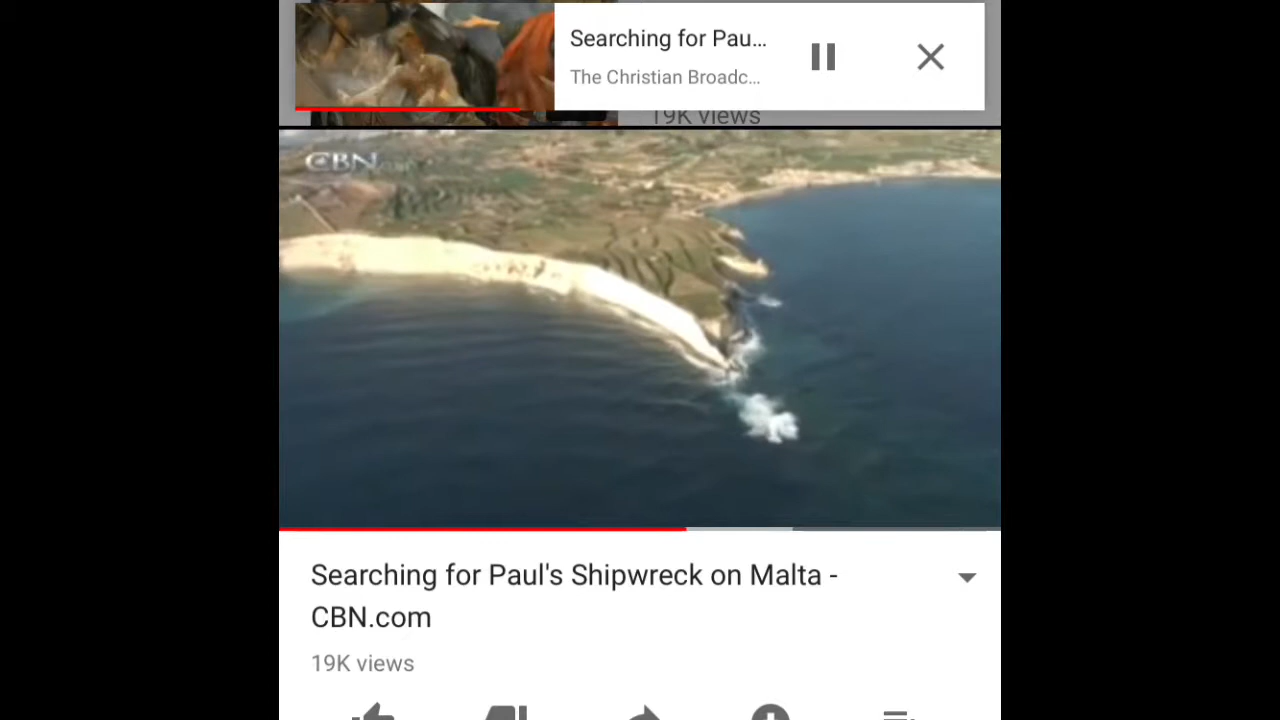 Searching for Pau...
The Christian Broadc...
19K views
CBN.com
Searching for Paul's Shipwreck on Malta -
CBN.com
19K views